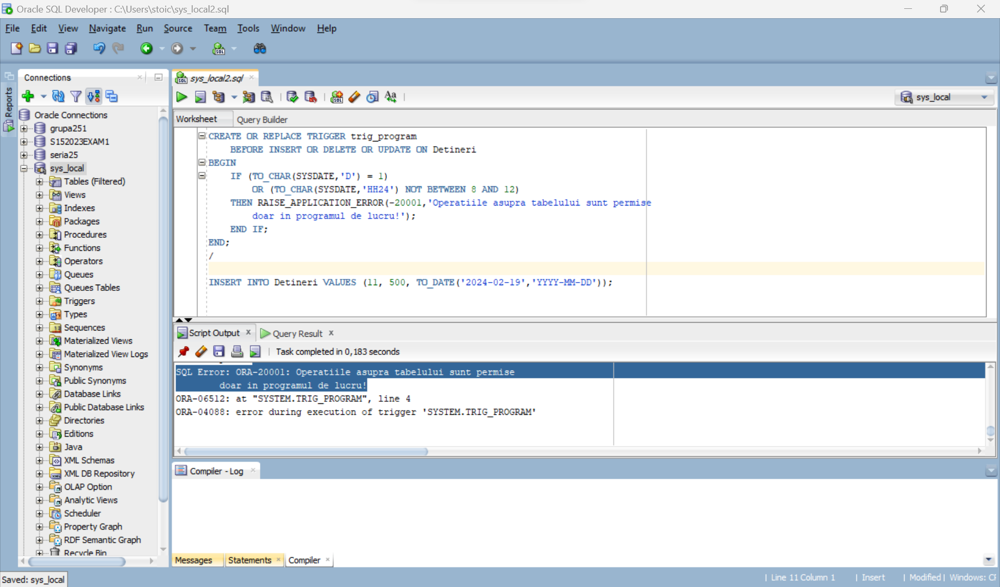 Oracle SQL Developer : C:\Users\stoic\sys_local2.sql
File Edit View Navigate Run Source Team Tools Window Help
Reports
Connections
Oracle Connections
grupa251
S152023EXAM1
seria25
sys_local
Tables (Filtered)
Views
Indexes
Packages
Procedures
Functions
Operators
Queues
Queues Tables
Triggers
Types
Sequences
Materialized Views
Materialized View Logs
Synonyms
Public Synonyms
Database Links
Public Database Links
Directories
Editions
Java
XML Schemas
XML DB Repository
OLAP Option
Analytic Views
Scheduler
Property Graph
RDF Semantic Graph
Recycle Bin
sys_local2.sql
sys_local
Worksheet Query Builder
CREATE OR REPLACE TRIGGER trig_program
BEFORE INSERT OR DELETE OR UPDATE ON Detineri
BEGIN
IF (TO_CHAR(SYSDATE,'D') = 1)
OR (TO_CHAR(SYSDATE,'HH24') NOT BETWEEN 8 AND 12)
THEN RAISE_APPLICATION_ERROR(-20001,'Operatiile asupra tabelului sunt permise
doar in programul de lucru!');
END IF;
END;
/
INSERT INTO Detineri VALUES (11, 500, TO_DATE('2024-02-19','YYYY-MM-DD'));
Script Output Query Result
Task completed in 0,183 seconds
SQL Error: ORA-20001: Operatiile asupra tabelului sunt permise
doar in programul de lucru!
ORA-06512: at "SYSTEM.TRIG_PROGRAM", line 4
ORA-04088: error during execution of trigger 'SYSTEM.TRIG_PROGRAM'
Compiler - Log
Messages Statements Compiler
Saved: sys_local
| Line 11 Column 1 | Insert | Modified | Windows: